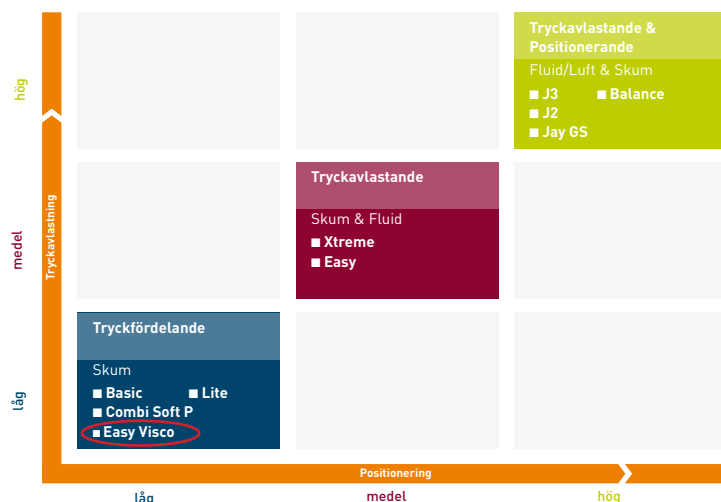 hög
Tryckavlastande &
Positionerande
Fluid/Luft & Skum
■ J3 ■ Balance
■ J2
■ Jay GS
medel
Tryckavlastning
Tryckavlastande
Skum & Fluid
■ Xtreme
■ Easy
låg
Tryckfördelande
Skum
■ Basic ■ Lite
■ Combi Soft P
■ Easy Visco
Positionering
låg medel hög